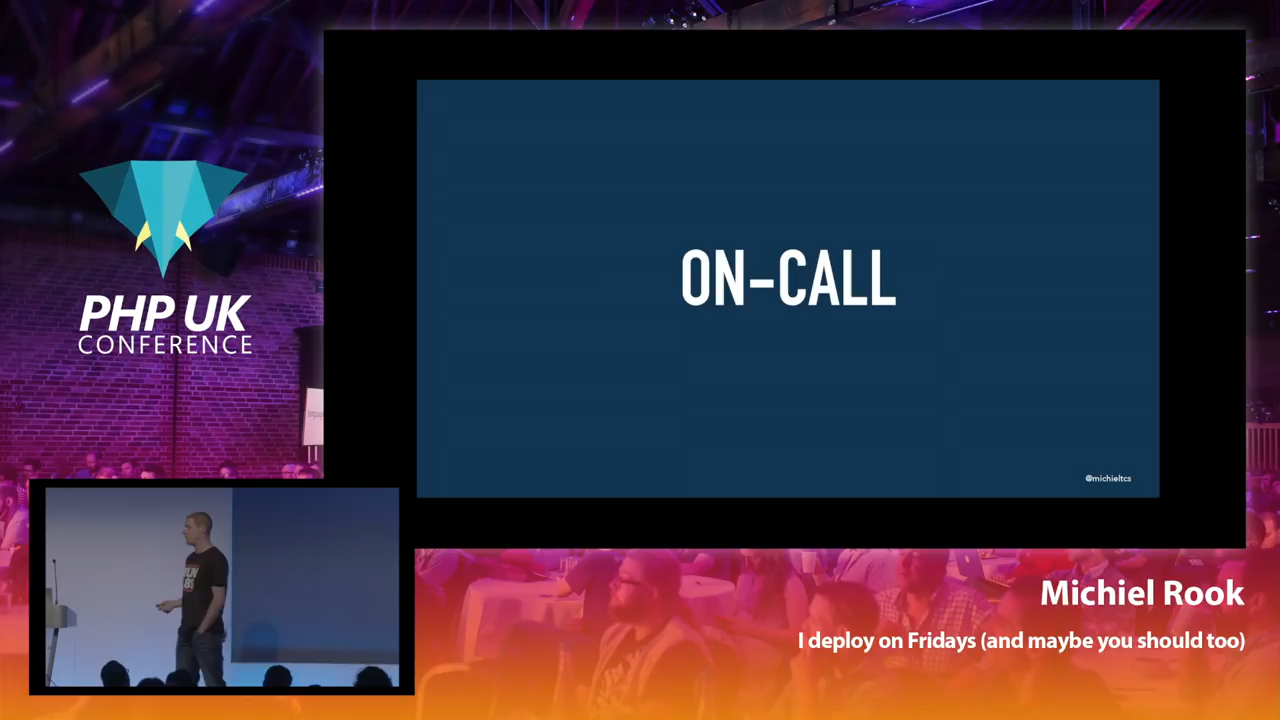 PHP UK
CONFERENCE
ON-CALL
@michieltcs
Michiel Rook
I deploy on Fridays (and maybe you should too)